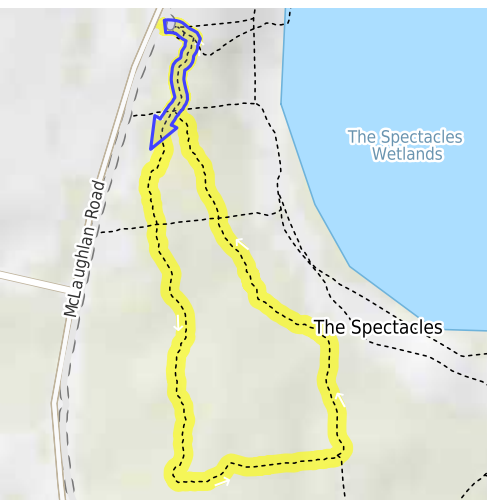 The Spectacles
Wetlands
McLaughlan Road
The Spectacles